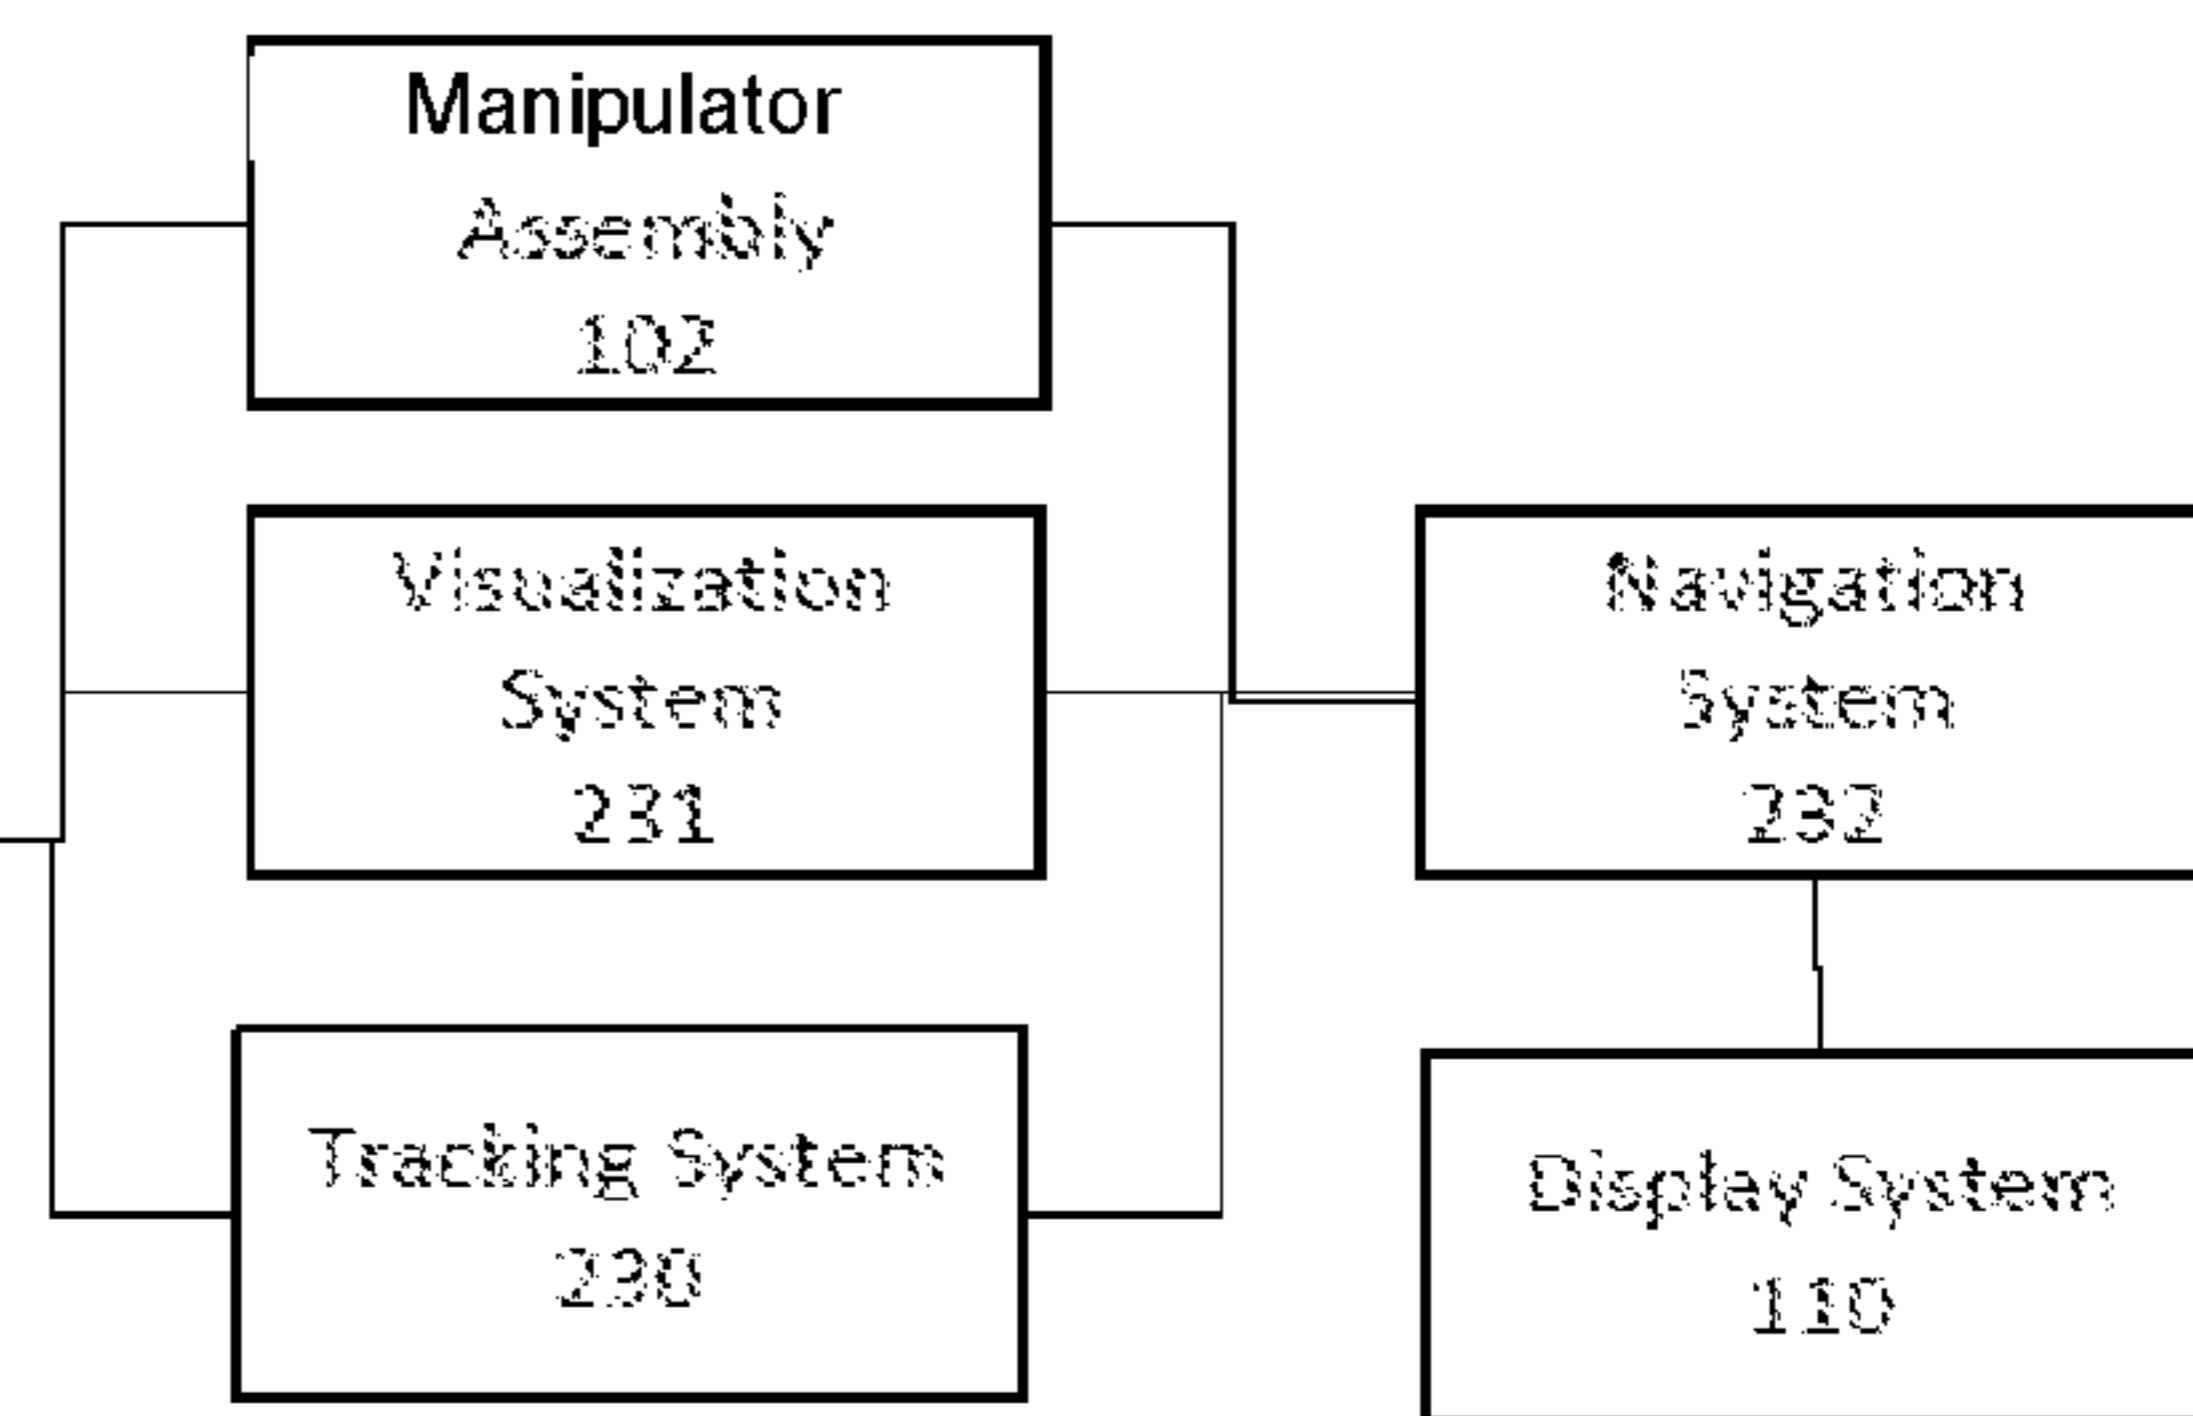 Manipulator
Assembly
102
Visualization
System
231
Navigation
System
232
Tracking System
230
Display System
110